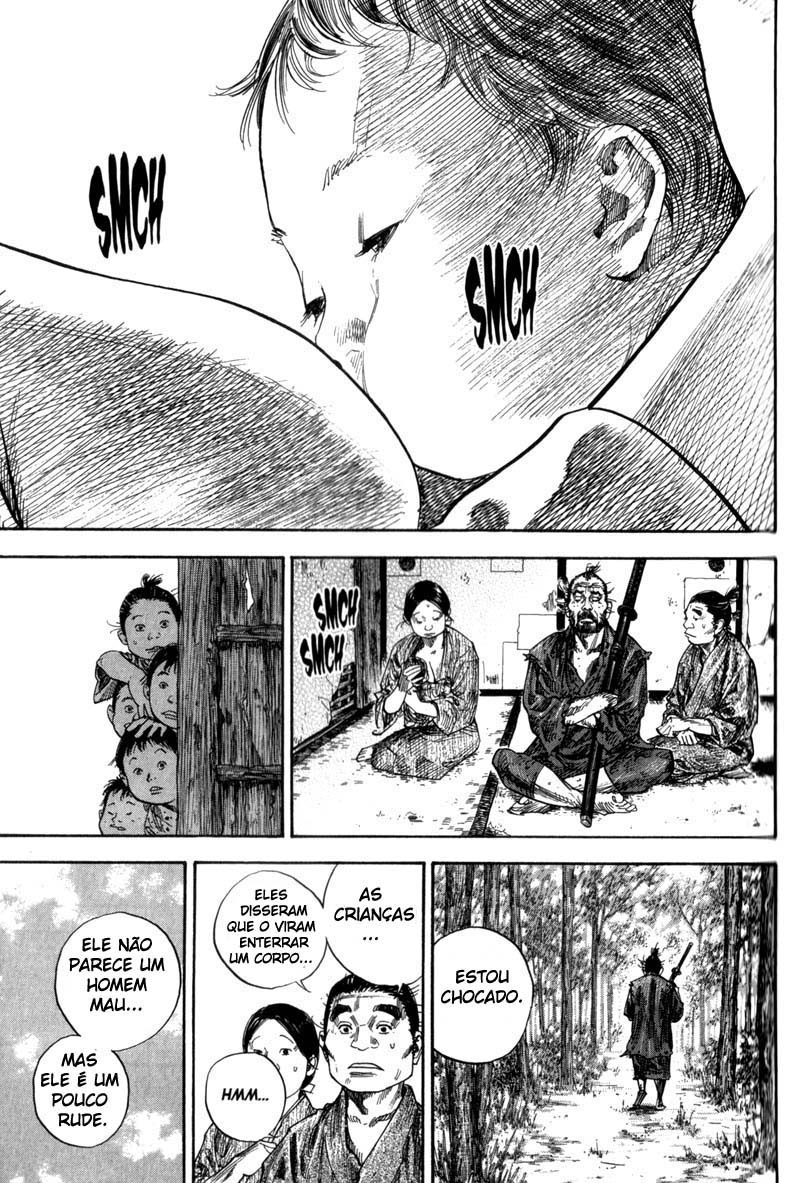 SMCH
SMCH
SMCH
SMCH
ESTOU
CHOCADO.
AS
CRIANÇAS
...
ELES
DISSERAM
QUE O VIRAM
ENTERRAR
UM CORPO...
HMM...
ELE NÃO
PARECE UM
HOMEM
MAU...
MAS
ELE É UM
POUCO
RUDE.